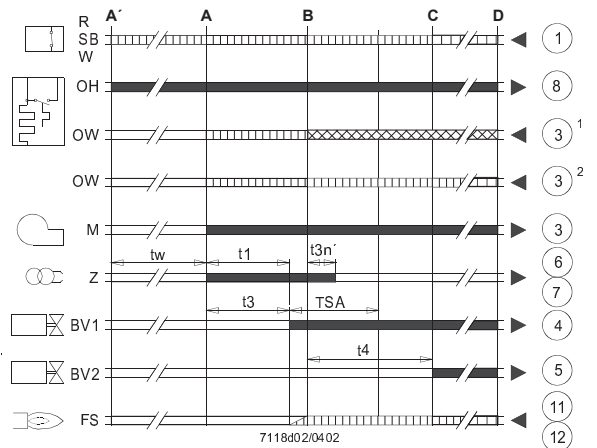 A´ A B C D
R
SB 1
W
OH 8
OW 3 1
OW 3 2
M 3
tw t1 t3n´ 6
Z 7
t3 TSA
BV1 4
t4
BV2 5
11
FS
7118d02/0402 12